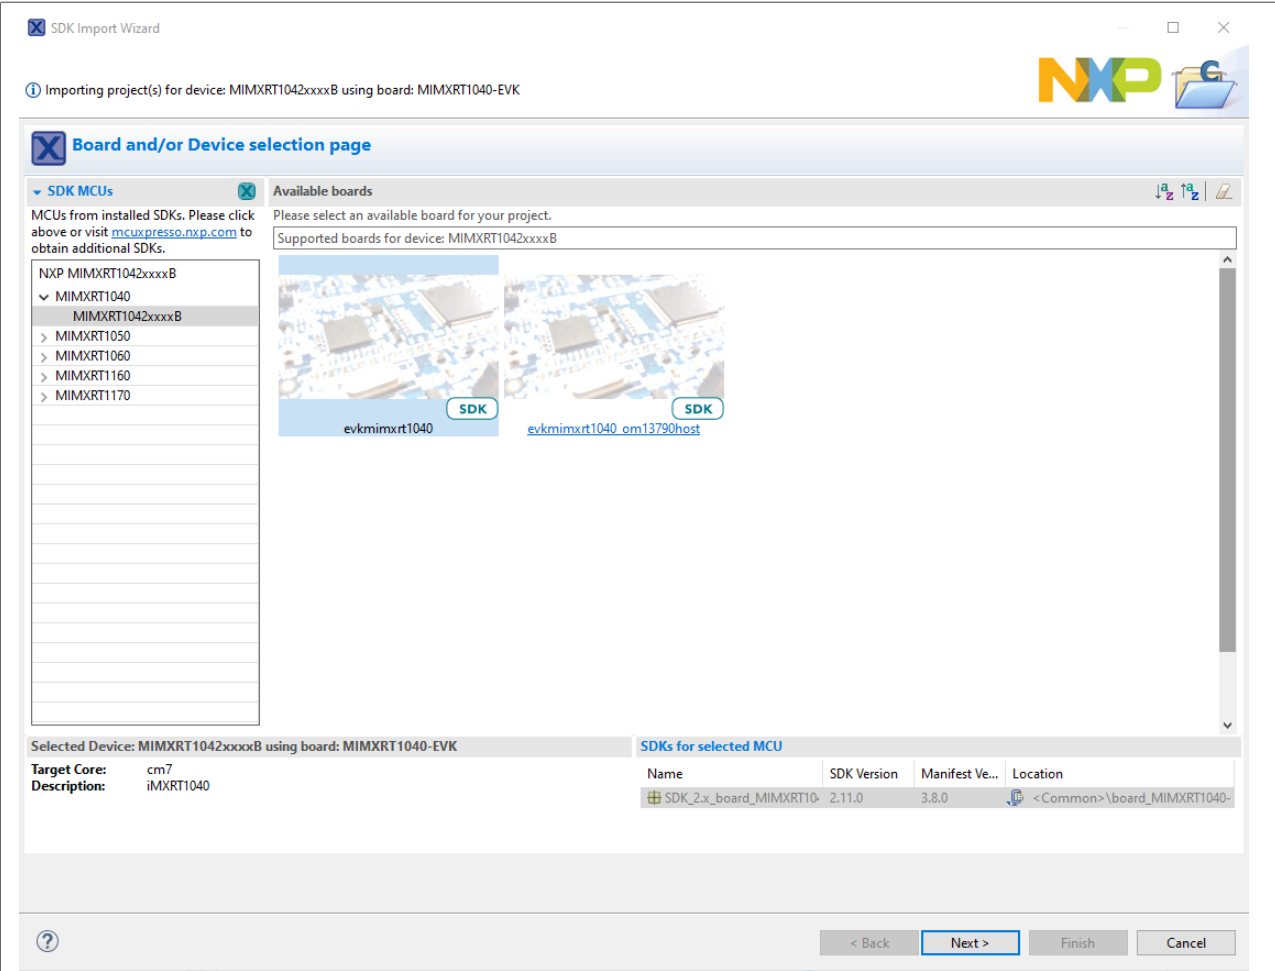 SDK Import Wizard
Importing project(s) for device: MIMXRT1042xxxxB using board: MIMXRT1040-EVK
NXP
C
Board and/or Device selection page
SDK MCUs
MCUs from installed SDKs. Please click
above or visit mcuxpresso.nxp.com to
obtain additional SDKs.
NXP MIMXRT1042xxxxB
MIMXRT1040
MIMXRT1042xxxxB
MIMXRT1050
MIMXRT1060
MIMXRT1160
MIMXRT1170
Available boards
Please select an available board for your project.
Supported boards for device: MIMXRT1042xxxxB
SDK
evkmimxrt1040
SDK
evkmimxrt1040_om13790host
Selected Device: MIMXRT1042xxxxB using board: MIMXRT1040-EVK
Target Core: cm7
Description: iMXRT1040
SDKs for selected MCU
Name SDK Version Manifest Ve... Location
SDK_2.x_board_MIMXRT10 2.11.0 3.8.0 <Common>\board_MIMXRT1040-
< Back Next > Finish Cancel